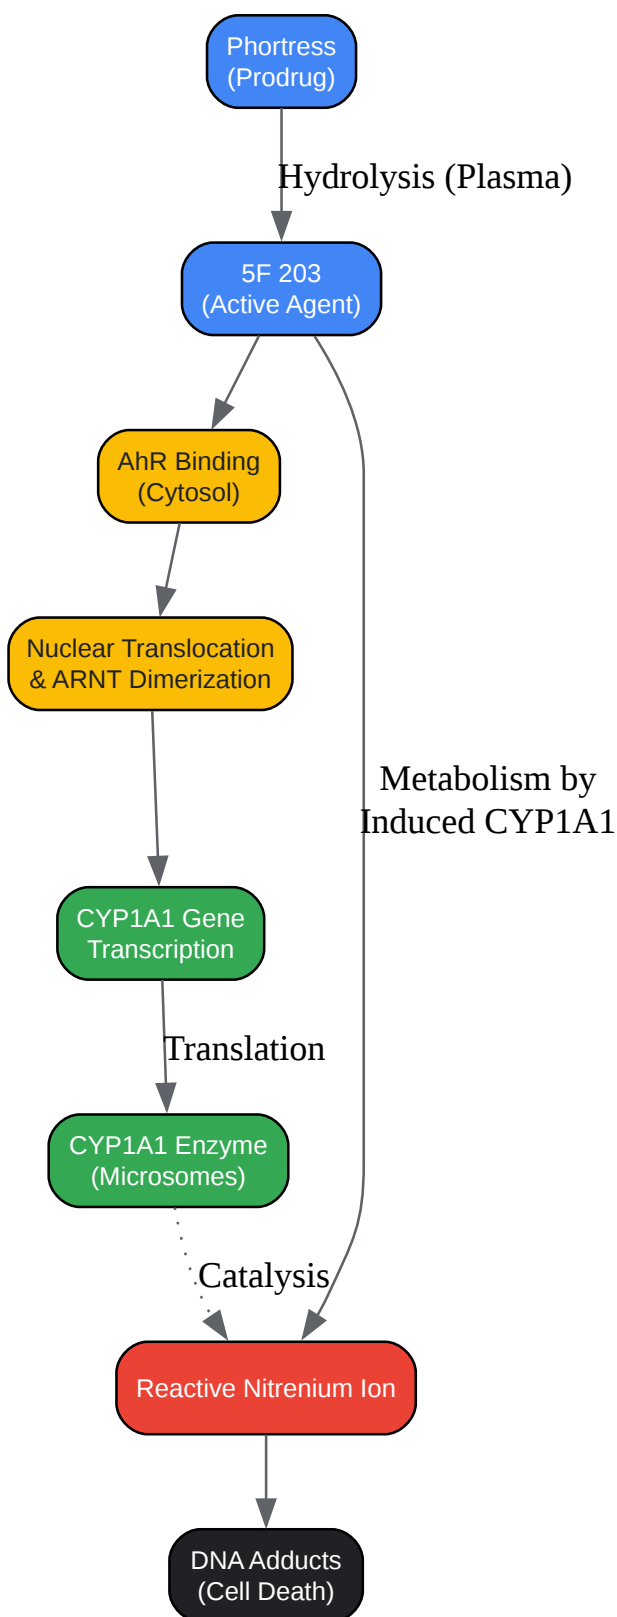 Phortress
(Prodrug)
Hydrolysis (Plasma)
5F 203
(Active Agent)
AhR Binding
(Cytosol)
Nuclear Translocation
& ARNT Dimerization
Metabolism by
Induced CYP1A1
CYP1A1 Gene
Transcription
Translation
CYP1A1 Enzyme
(Microsomes)
Catalysis
Reactive Nitrenium Ion
DNA Adducts
(Cell Death)